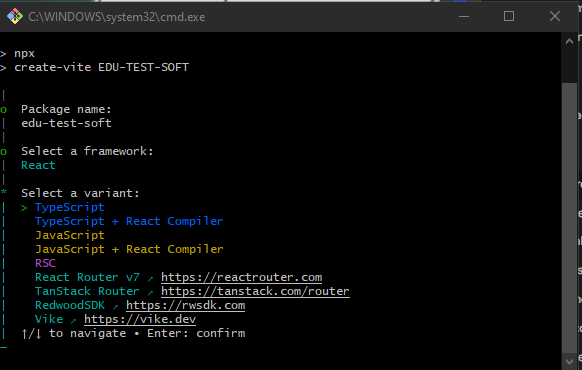 C:\WINDOWS\system32\cmd.exe
> npx
> create-vite EDU-TEST-SOFT
|
o  Package name:
|  edu-test-soft
|
o  Select a framework:
|  React
|
*  Select a variant:
|  > TypeScript
|    TypeScript + React Compiler
|    JavaScript
|    JavaScript + React Compiler
|    RSC
|    React Router v7 ↗ https://reactrouter.com
|    TanStack Router ↗ https://tanstack.com/router
|    RedwoodSDK ↗ https://rwsdk.com
|    Vike ↗ https://vike.dev
|  ↑/↓ to navigate • Enter: confirm
–